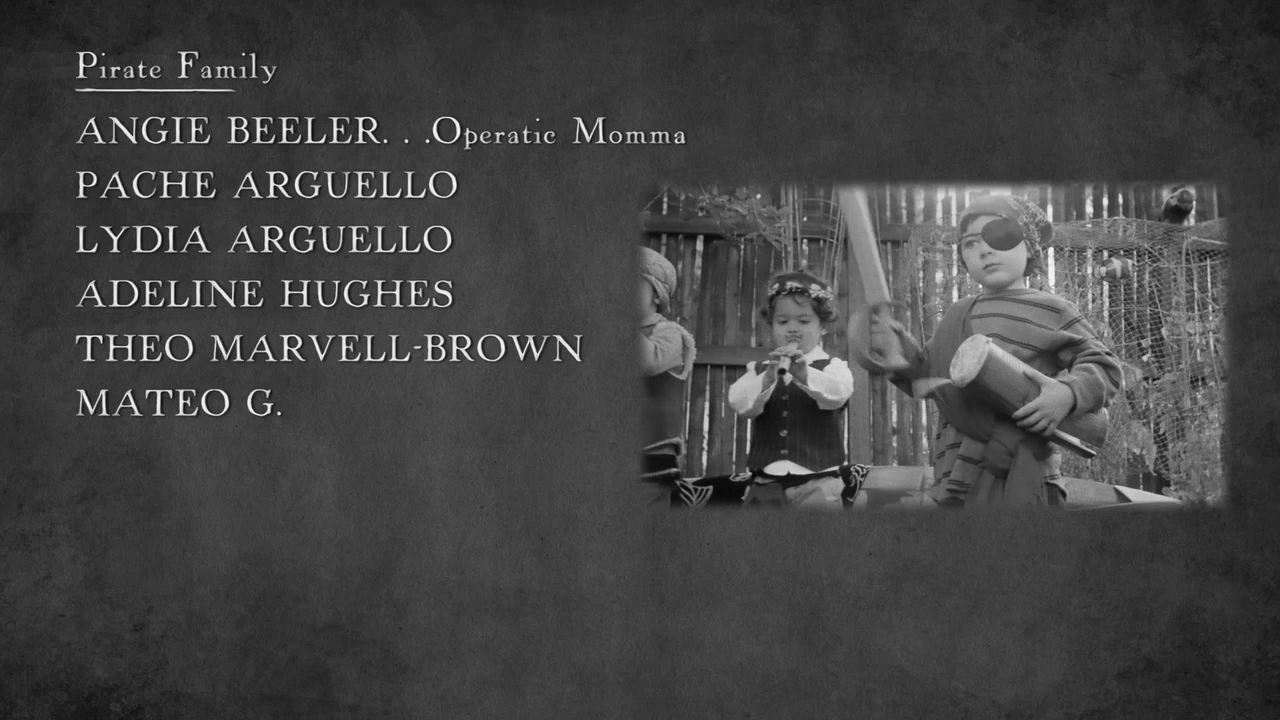 Pirate Family
ANGIE BEELER. . .Operatic Momma
PACHE ARGUELLO
LYDIA ARGUELLO
ADELINE HUGHES
THEO MARVELL-BROWN
MATEO G.